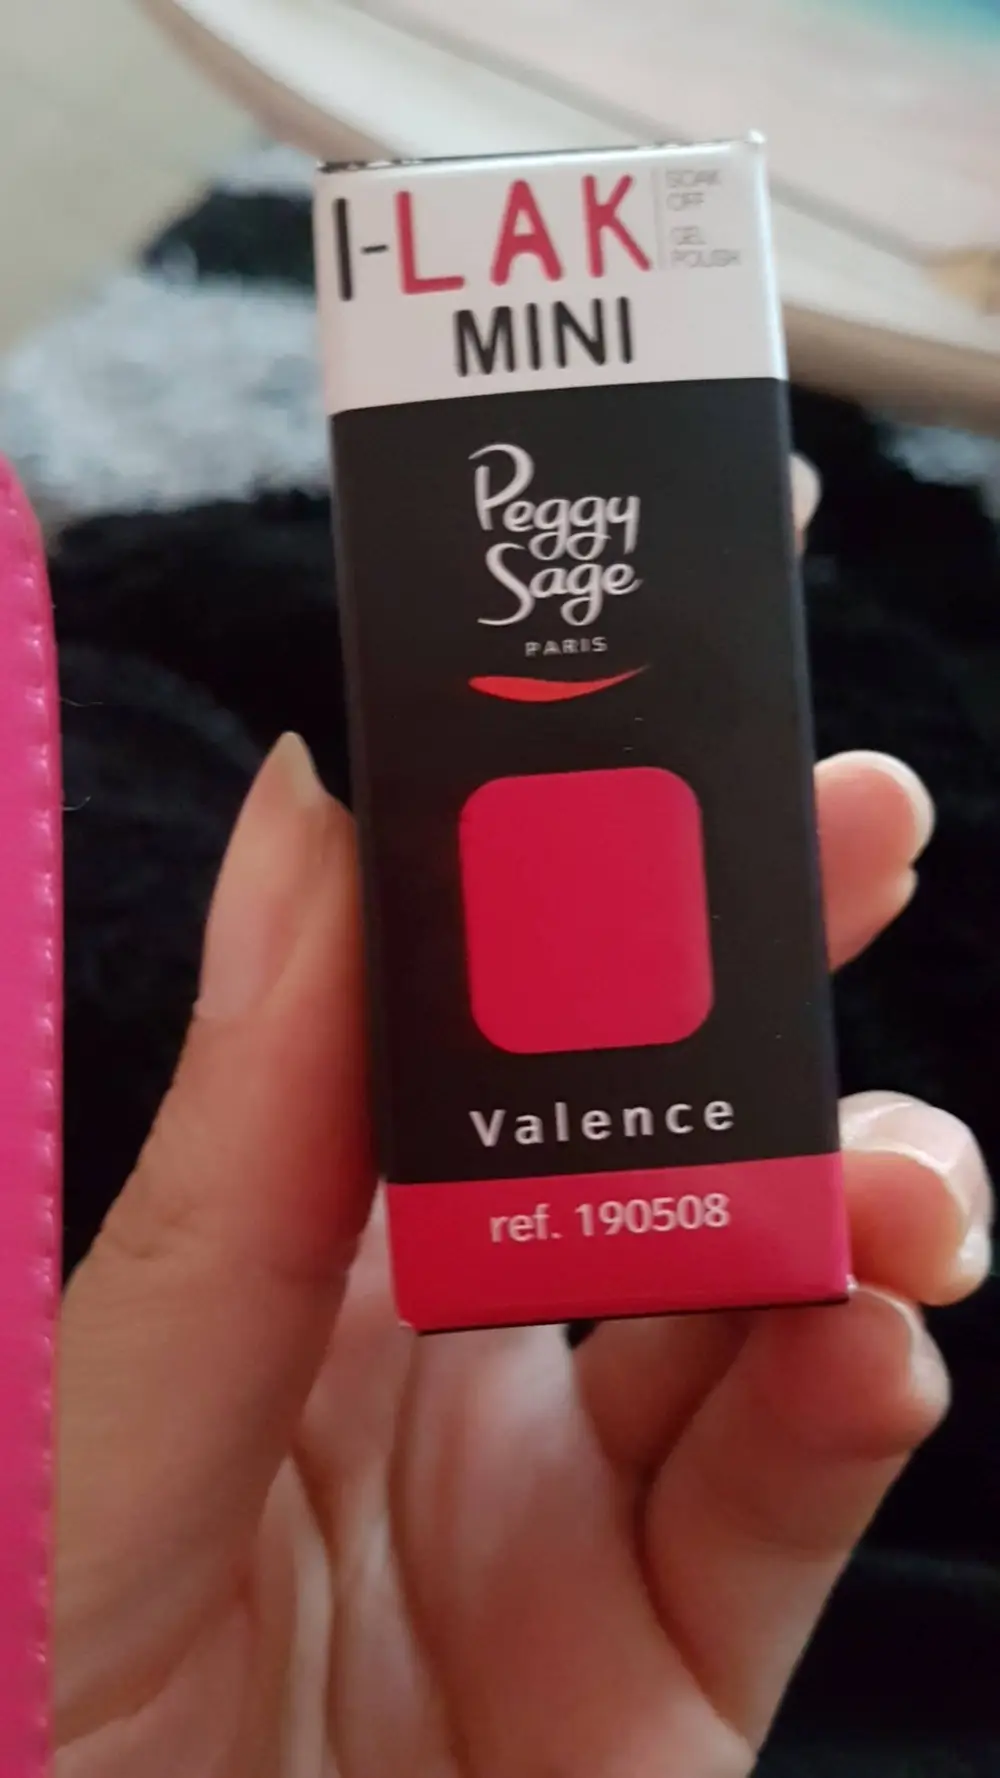 I-LAK
SOAK
OFF
GEL
POLISH
MINI
Peggy
Sage
PARIS
Valence
ref. 190508